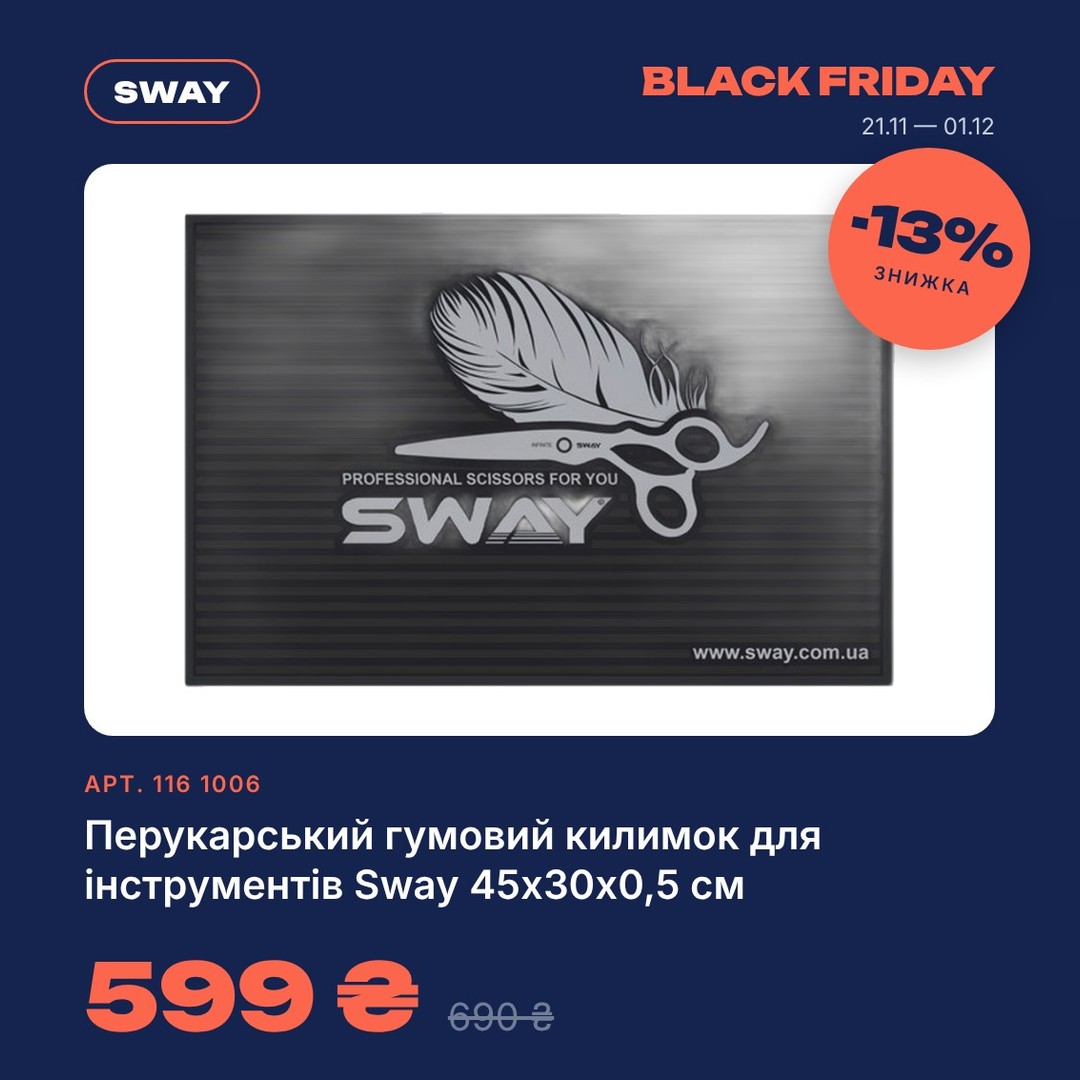 SWAY
BLACK FRIDAY
21.11 — 01.12
-13%
ЗНИЖКА
INFINITE SWAY
PROFESSIONAL SCISSORS FOR YOU
SWAY®
www.sway.com.ua
АРТ. 116 1006
Перукарський гумовий килимок для
інструментів Sway 45x30x0,5 см
599 ₴
690 ₴